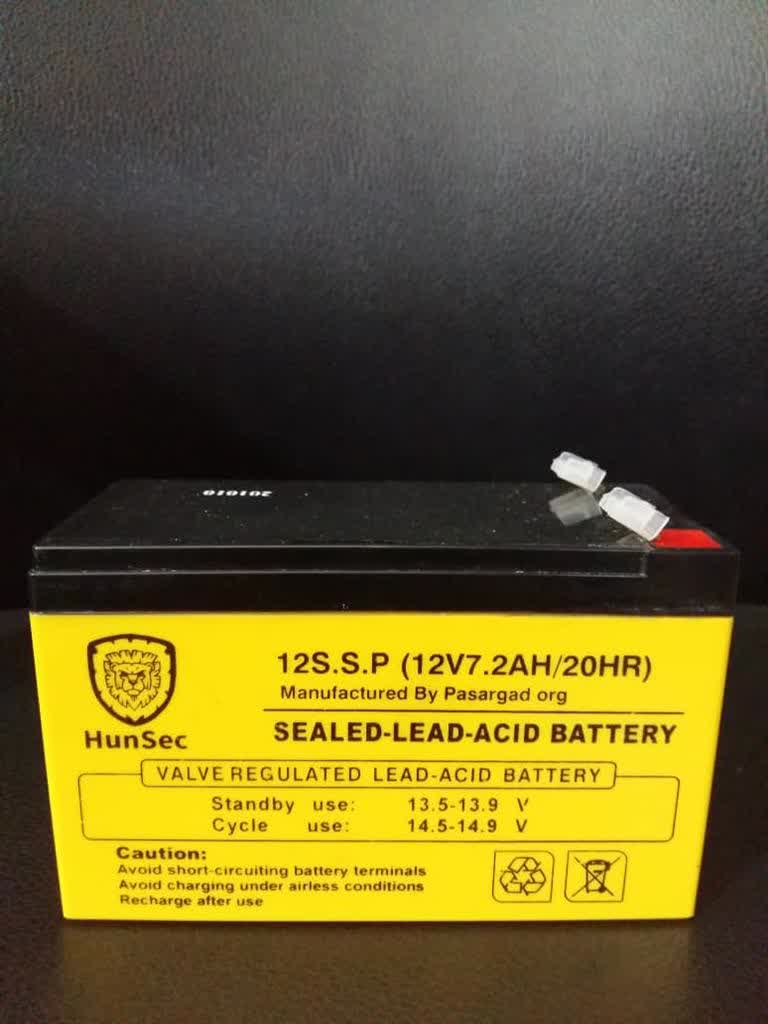 201010
HunSec
12S.S.P (12V7.2AH/20HR)
Manufactured By Pasargad org
SEALED-LEAD-ACID BATTERY
VALVE REGULATED LEAD-ACID BATTERY
Standby use: 13.5-13.9 V
Cycle use: 14.5-14.9 V
Caution:
Avoid short-circuiting battery terminals
Avoid charging under airless conditions
Recharge after use